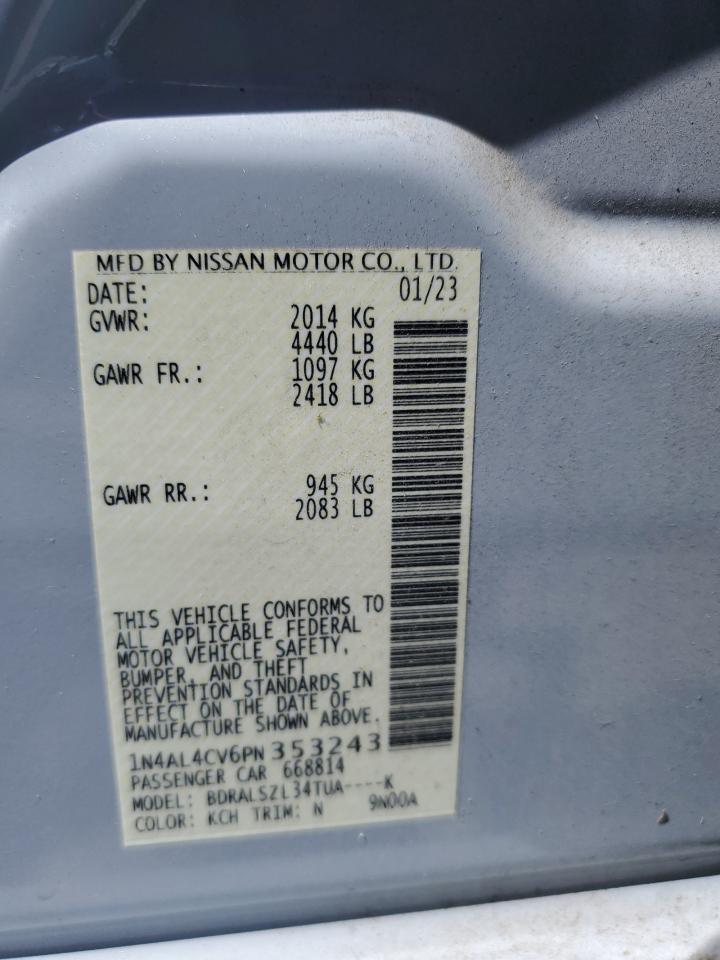 MFD BY NISSAN MOTOR CO., LTD.
DATE: 01/23
GVWR: 2014 KG
4440 LB
GAWR FR.: 1097 KG
2418 LB
GAWR RR.: 945 KG
2083 LB
THIS VEHICLE CONFORMS TO
ALL APPLICABLE FEDERAL
MOTOR VEHICLE SAFETY,
BUMPER, AND THEFT
PREVENTION STANDARDS IN
EFFECT ON THE DATE OF
MANUFACTURE SHOWN ABOVE.
1N4AL4CV6PN353243
PASSENGER CAR 668814
MODEL: BDRALSZL34TUA----K
COLOR: KCH TRIM: N 9N00A